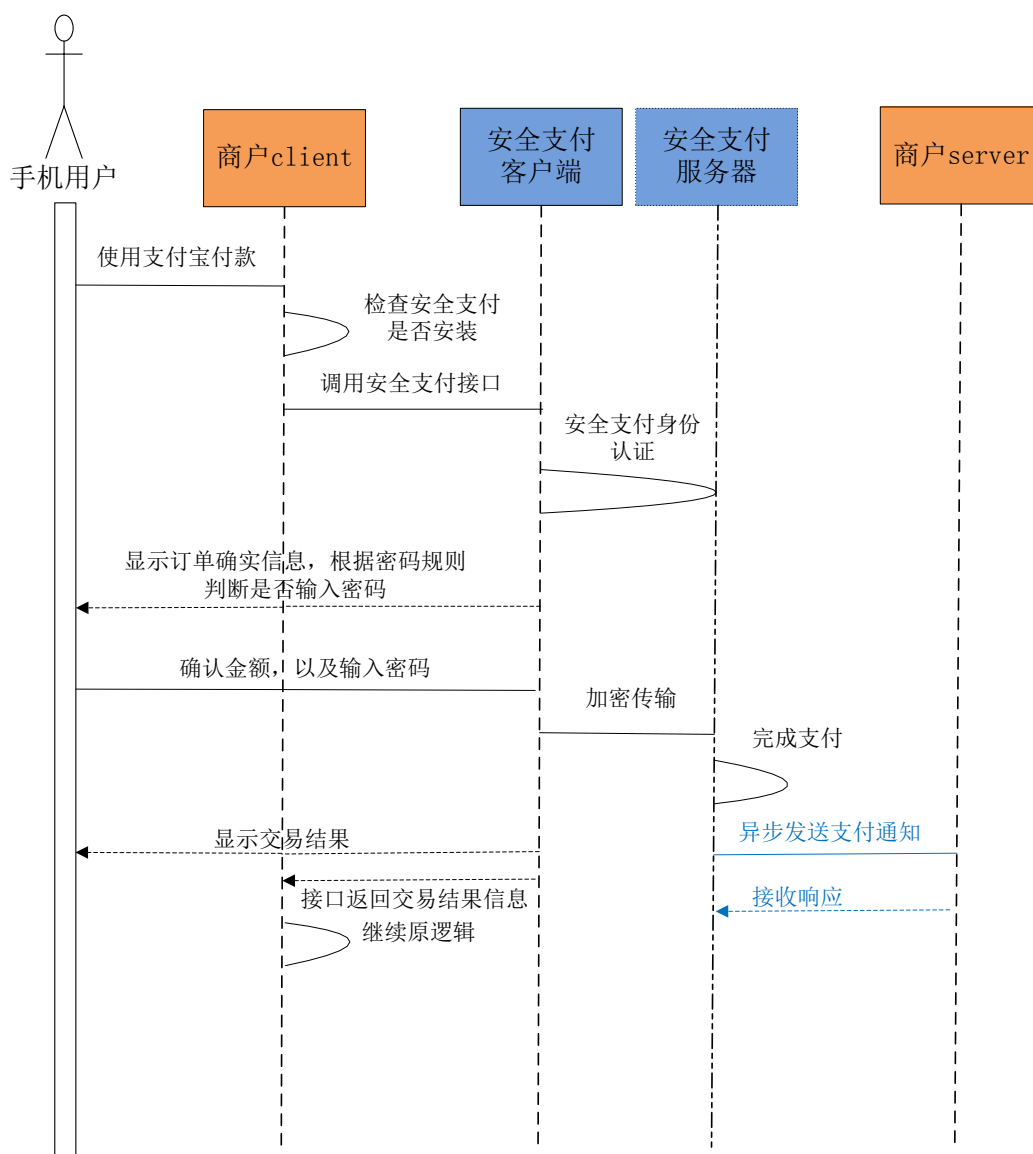 手机用户
商户client
安全支付
客户端
安全支付
服务器
商户server
使用支付宝付款
检查安全支付
是否安装
调用安全支付接口
安全支付身份
认证
显示订单确实信息，根据密码规则
判断是否输入密码
确认金额，以及输入密码
加密传输
完成支付
显示交易结果
异步发送支付通知
接口返回交易结果信息
接收响应
继续原逻辑